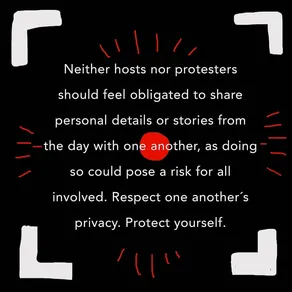 Neither hosts nor protesters
should feel obligated to share
personal details or stories from
the day with one another, as doing
so could pose a risk for all
involved. Respect one another´s
privacy. Protect yourself.